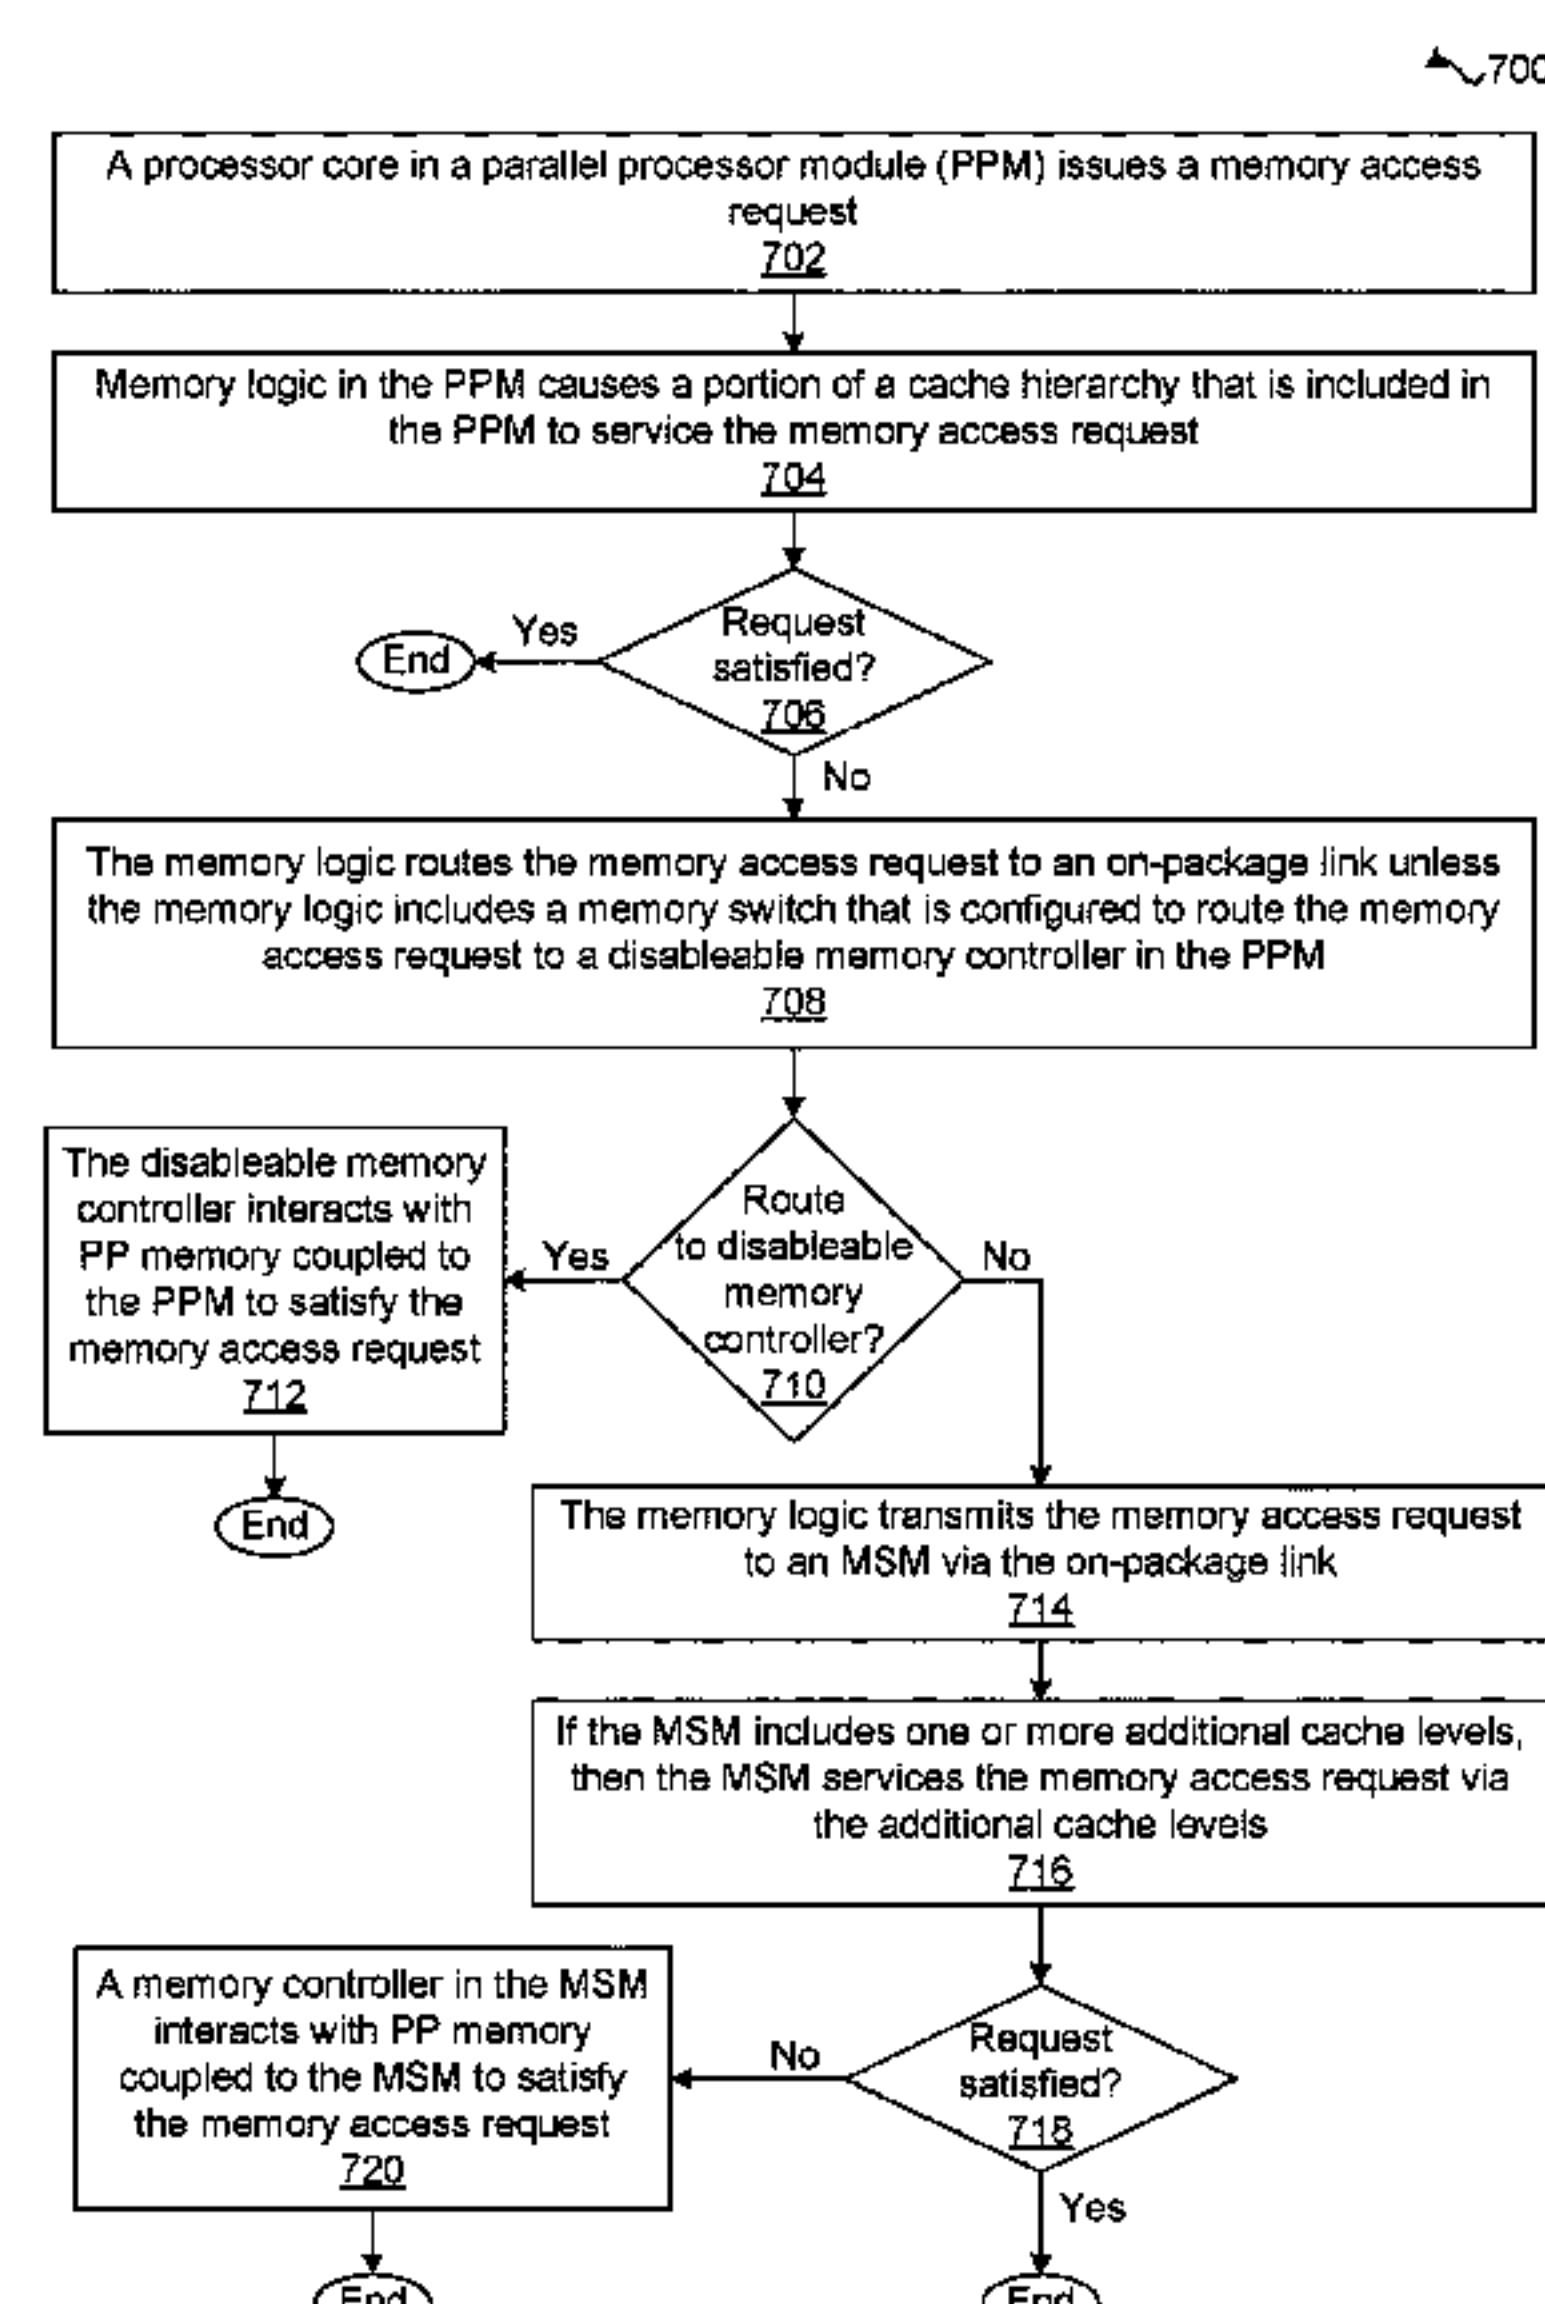 700
A processor core in a parallel processor module (PPM) issues a memory access
request
702
Memory logic in the PPM causes a portion of a cache hierarchy that is included in
the PPM to service the memory access request
704
Request
satisfied?
706
Yes
End
No
The memory logic routes the memory access request to an on-package link unless
the memory logic includes a memory switch that is configured to route the memory
access request to a disableable memory controller in the PPM
708
Route
to disableable
memory
controller?
710
Yes
No
The disableable memory
controller interacts with
PP memory coupled to
the PPM to satisfy the
memory access request
712
End
The memory logic transmits the memory access request
to an MSM via the on-package link
714
If the MSM includes one or more additional cache levels,
then the MSM services the memory access request via
the additional cache levels
716
Request
satisfied?
718
No
Yes
A memory controller in the MSM
interacts with PP memory
coupled to the MSM to satisfy
the memory access request
720
End
End